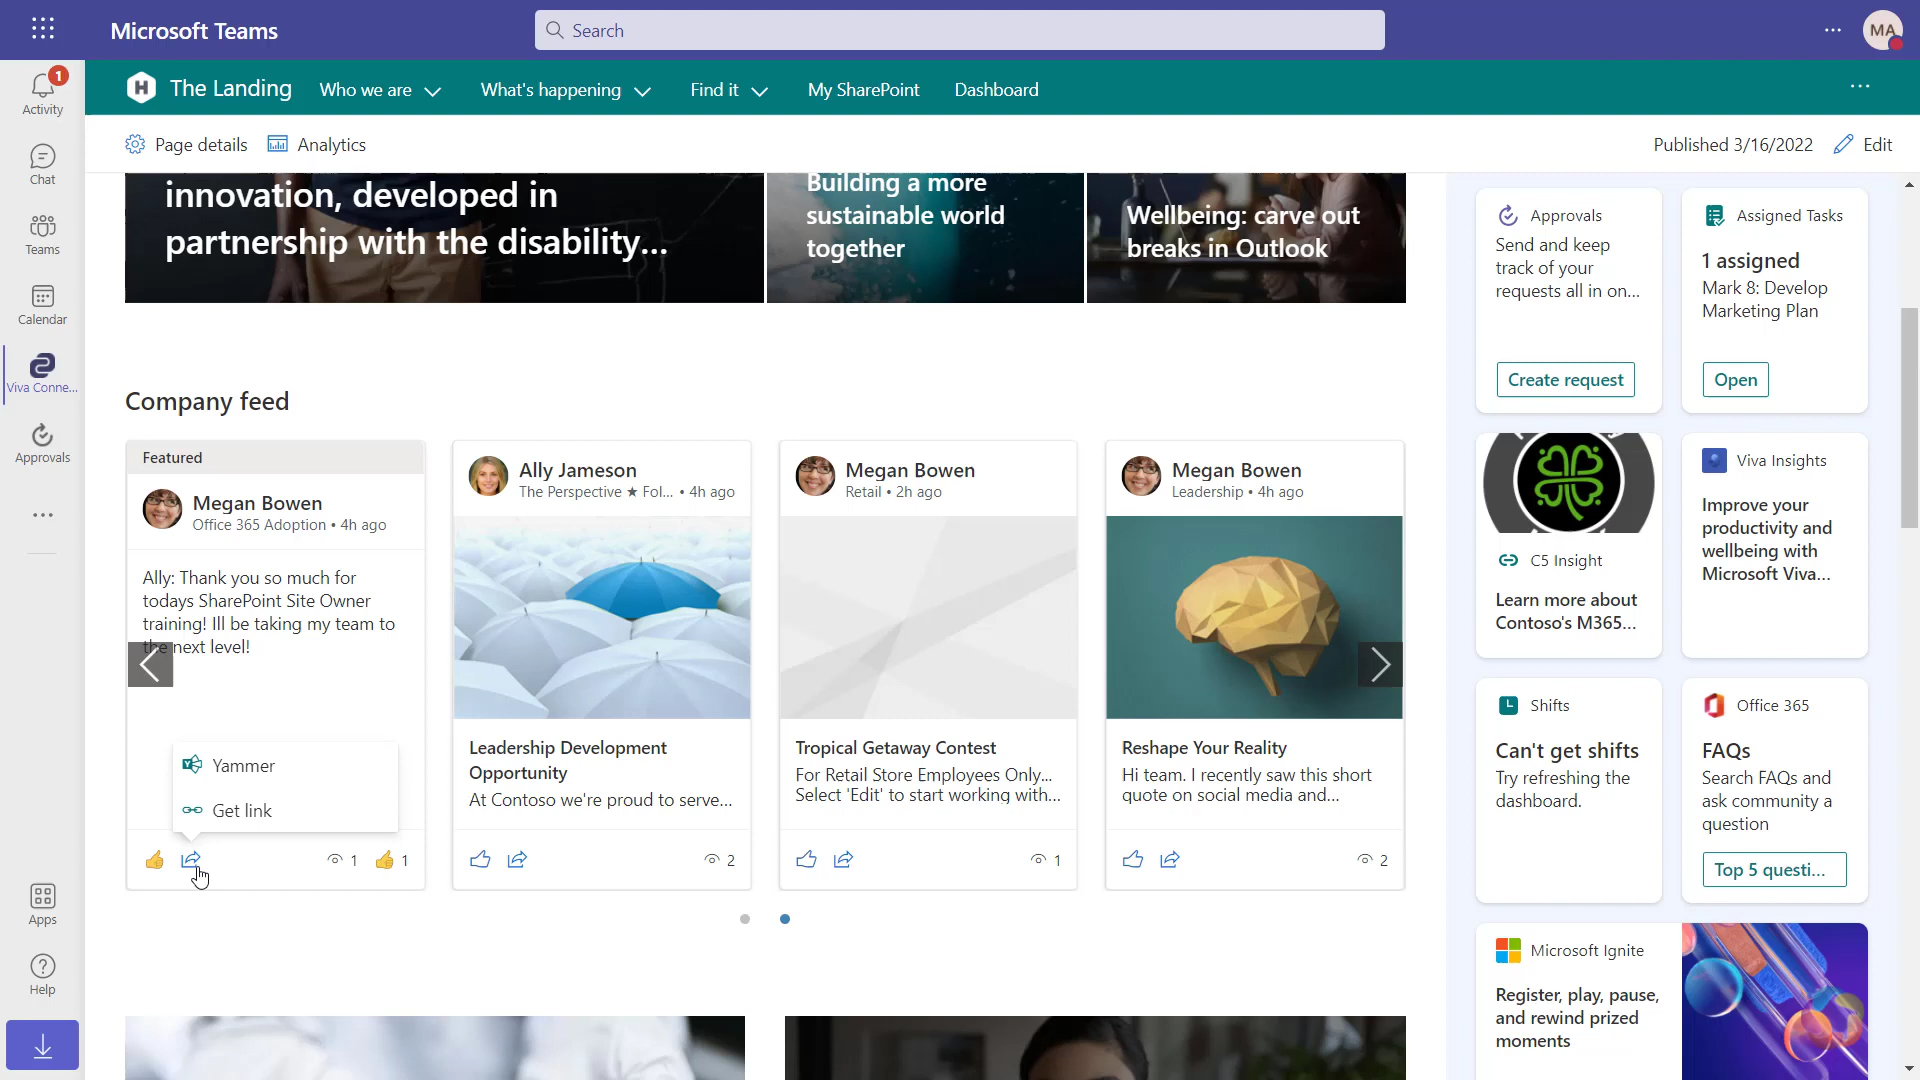 Microsoft Teams
Search
MA
1
Activity
Chat
Teams
Calendar
Viva Conne...
Approvals
Apps
Help
The Landing
Who we are
What's happening
Find it
My SharePoint
Dashboard
Page details
Analytics
Published 3/16/2022
Edit
innovation, developed in
partnership with the disability...
Building a more
sustainable world
together
Wellbeing: carve out
breaks in Outlook
Company feed
Featured
Megan Bowen
Office 365 Adoption • 4h ago
Ally: Thank you so much for
todays SharePoint Site Owner
training! Ill be taking my team to
the next level!
Yammer
Get link
1
1
Ally Jameson
The Perspective ★ Fol... • 4h ago
Leadership Development
Opportunity
At Contoso we're proud to serve...
2
Megan Bowen
Retail • 2h ago
Tropical Getaway Contest
For Retail Store Employees Only...
Select 'Edit' to start working with...
1
Megan Bowen
Leadership • 4h ago
Reshape Your Reality
Hi team. I recently saw this short
quote on social media and...
2
Approvals
Send and keep
track of your
requests all in on...
Create request
Assigned Tasks
1 assigned
Mark 8: Develop
Marketing Plan
Open
C5 Insight
Learn more about
Contoso's M365...
Viva Insights
Improve your
productivity and
wellbeing with
Microsoft Viva...
Shifts
Can't get shifts
Try refreshing the
dashboard.
Office 365
FAQs
Search FAQs and
ask community a
question
Top 5 questi...
Microsoft Ignite
Register, play, pause,
and rewind prized
moments